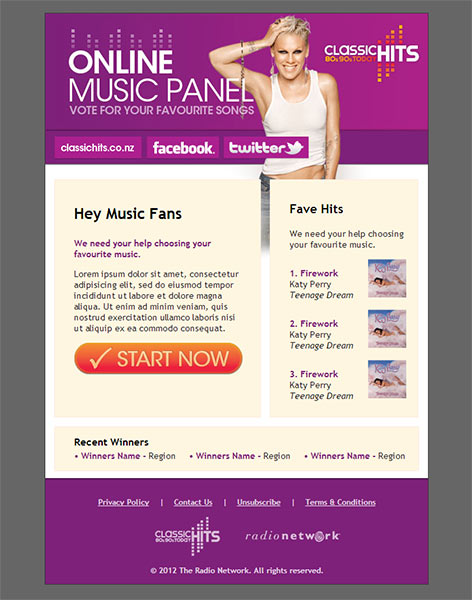 ONLINE
MUSIC PANEL
VOTE FOR YOUR FAVOURITE SONGS
CLASSIC HITS
80s90sTODAY
classichits.co.nz
facebook.
twitter
Hey Music Fans
We need your help choosing your
favourite music.
Lorem ipsum dolor sit amet, consectetur
adipisicing elit, sed do eiusmod tempor
incididunt ut labore et dolore magna
aliqua. Ut enim ad minim veniam, quis
nostrud exercitation ullamco laboris nisi
ut aliquip ex ea commodo consequat.
START NOW
Fave Hits
We need your help choosing
your favourite music.
1. Firework
Katy Perry
Teenage Dream
2. Firework
Katy Perry
Teenage Dream
3. Firework
Katy Perry
Teenage Dream
Recent Winners
• Winners Name - Region • Winners Name - Region • Winners Name - Region
Privacy Policy | Contact Us | Unsubscribe | Terms & Conditions
CLASSIC HITS
80s90sTODAY
radionetwork
© 2012 The Radio Network. All rights reserved.